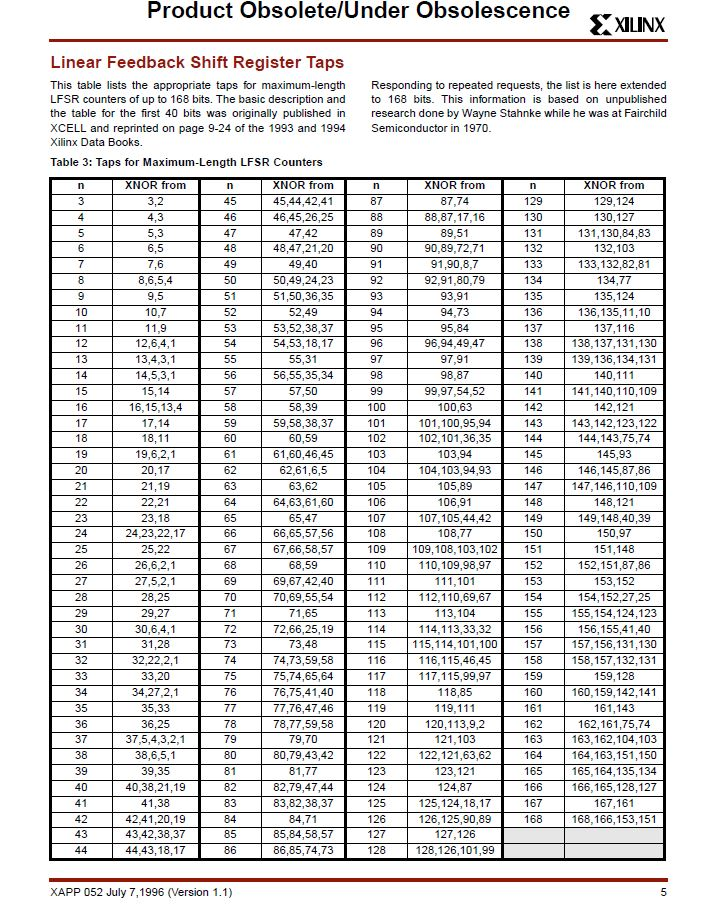 Product Obsolete/Under Obsolescence
XILINX
Linear Feedback Shift Register Taps
This table lists the appropriate taps for maximum-length
LFSR counters of up to 168 bits. The basic description and
the table for the first 40 bits was originally published in
XCELL and reprinted on page 9-24 of the 1993 and 1994
Xilinx Data Books.
Responding to repeated requests, the list is here extended
to 168 bits. This information is based on unpublished
research done by Wayne Stahnke while he was at Fairchild
Semiconductor in 1970.
Table 3: Taps for Maximum-Length LFSR Counters
n XNOR from n XNOR from n XNOR from n XNOR from
3 3,2 45 45,44,42,41 87 87,74 129 129,124
4 4,3 46 46,45,26,25 88 88,87,17,16 130 130,127
5 5,3 47 47,42 89 89,51 131 131,130,84,83
6 6,5 48 48,47,21,20 90 90,89,72,71 132 132,103
7 7,6 49 49,40 91 91,90,8,7 133 133,132,82,81
8 8,6,5,4 50 50,49,24,23 92 92,91,80,79 134 134,77
9 9,5 51 51,50,36,35 93 93,91 135 135,124
10 10,7 52 52,49 94 94,73 136 136,135,11,10
11 11,9 53 53,52,38,37 95 95,84 137 137,116
12 12,6,4,1 54 54,53,18,17 96 96,94,49,47 138 138,137,131,130
13 13,4,3,1 55 55,31 97 97,91 139 139,136,134,131
14 14,5,3,1 56 56,55,35,34 98 98,87 140 140,111
15 15,14 57 57,50 99 99,97,54,52 141 141,140,110,109
16 16,15,13,4 58 58,39 100 100,63 142 142,121
17 17,14 59 59,58,38,37 101 101,100,95,94 143 143,142,123,122
18 18,11 60 60,59 102 102,101,36,35 144 144,143,75,74
19 19,6,2,1 61 61,60,46,45 103 103,94 145 145,93
20 20,17 62 62,61,6,5 104 104,103,94,93 146 146,145,87,86
21 21,19 63 63,62 105 105,89 147 147,146,110,109
22 22,21 64 64,63,61,60 106 106,91 148 148,121
23 23,18 65 65,47 107 107,105,44,42 149 149,148,40,39
24 24,23,22,17 66 66,65,57,56 108 108,77 150 150,97
25 25,22 67 67,66,58,57 109 109,108,103,102 151 151,148
26 26,6,2,1 68 68,59 110 110,109,98,97 152 152,151,87,86
27 27,5,2,1 69 69,67,42,40 111 111,101 153 153,152
28 28,25 70 70,69,55,54 112 112,110,69,67 154 154,152,27,25
29 29,27 71 71,65 113 113,104 155 155,154,124,123
30 30,6,4,1 72 72,66,25,19 114 114,113,33,32 156 156,155,41,40
31 31,28 73 73,48 115 115,114,101,100 157 157,156,131,130
32 32,22,2,1 74 74,73,59,58 116 116,115,46,45 158 158,157,132,131
33 33,20 75 75,74,65,64 117 117,115,99,97 159 159,128
34 34,27,2,1 76 76,75,41,40 118 118,85 160 160,159,142,141
35 35,33 77 77,76,47,46 119 119,111 161 161,143
36 36,25 78 78,77,59,58 120 120,113,9,2 162 162,161,75,74
37 37,5,4,3,2,1 79 79,70 121 121,103 163 163,162,104,103
38 38,6,5,1 80 80,79,43,42 122 122,121,63,62 164 164,163,151,150
39 39,35 81 81,77 123 123,121 165 165,164,135,134
40 40,38,21,19 82 82,79,47,44 124 124,87 166 166,165,128,127
41 41,38 83 83,82,38,37 125 125,124,18,17 167 167,161
42 42,41,20,19 84 84,71 126 126,125,90,89 168 168,166,153,151
43 43,42,38,37 85 85,84,58,57 127 127,126
44 44,43,18,17 86 86,85,74,73 128 128,126,101,99
XAPP 052 July 7,1996 (Version 1.1) 5